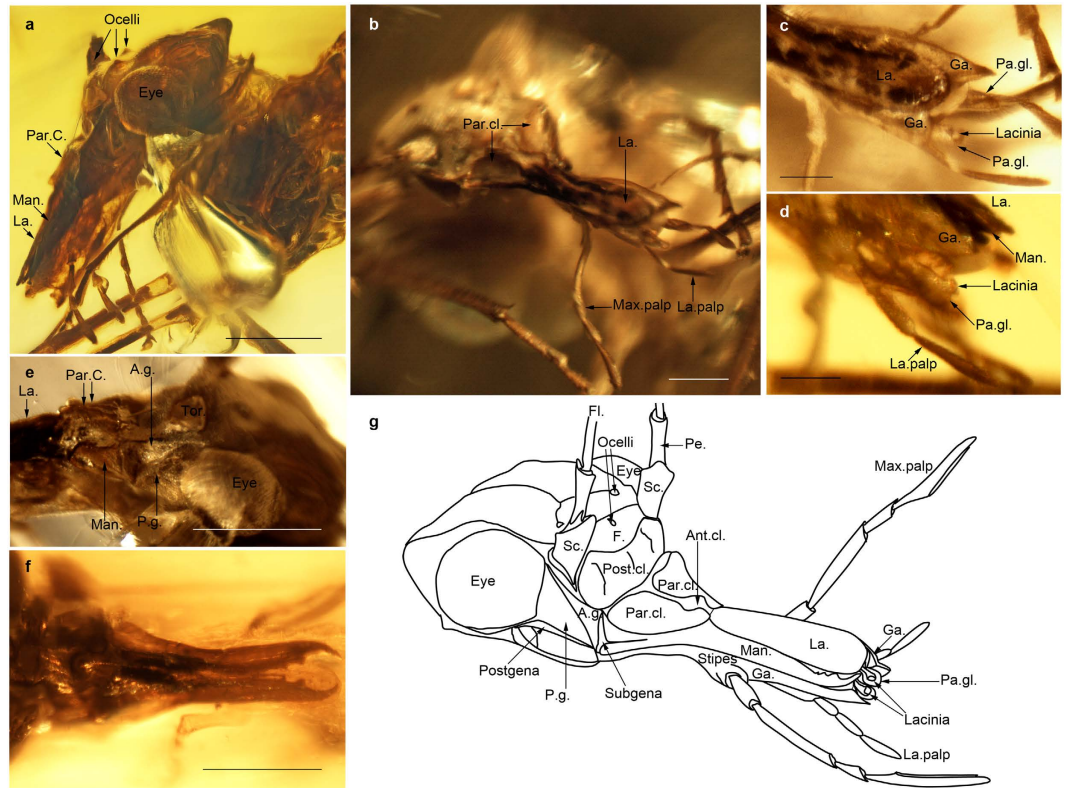 a
Ocelli
Eye
Par.C.
Man.
La.
b
Par.cl.
La.
Max.palp
La.palp
c
La.
Ga.
Pa.gl.
Ga.
Lacinia
Pa.gl.
d
La.
Ga.
Man.
Lacinia
Pa.gl.
La.palp
e
A.g.
Par.C.
La.
Tor.
Eye
Man.
P.g.
f
g
Fl.
Ocelli
Pe.
Eye
Sc.
Max.palp
F.
Sc.
Ant.cl.
Post.cl.
Eye
Par.cl.
Par.cl.
A.g.
La.
Ga.
Man.
Stipes
Ga.
Pa.gl.
Postgena
P.g.
Subgena
Lacinia
La.palp